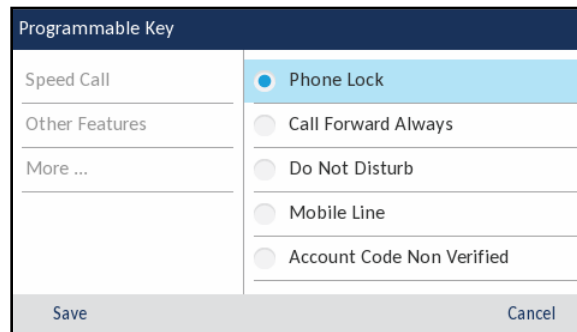 Programmable Key
Speed Call
Other Features
More ...
Phone Lock
Call Forward Always
Do Not Disturb
Mobile Line
Account Code Non Verified
Save
Cancel